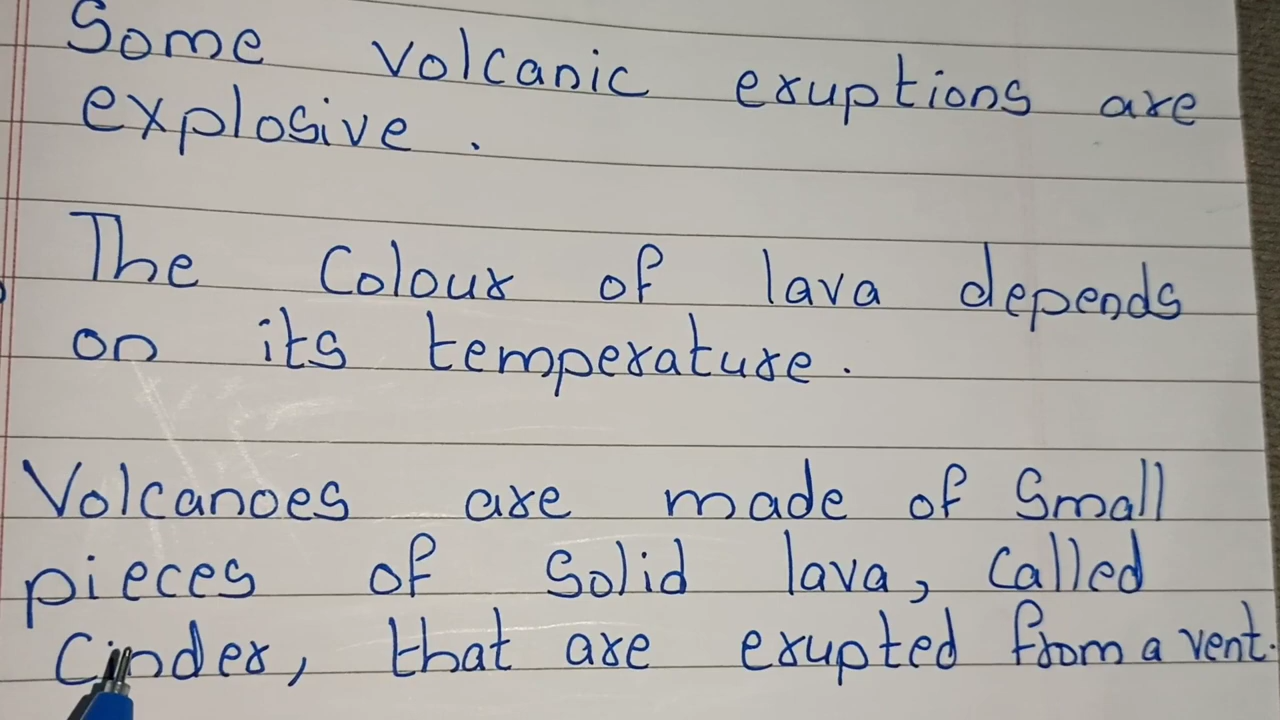 Some volcanic eruptions are
explosive.
The Colour of lava depends
on its temperature.
Volcanoes are made of Small
pieces of Solid lava, Called
Cinder, that are erupted from a vent.